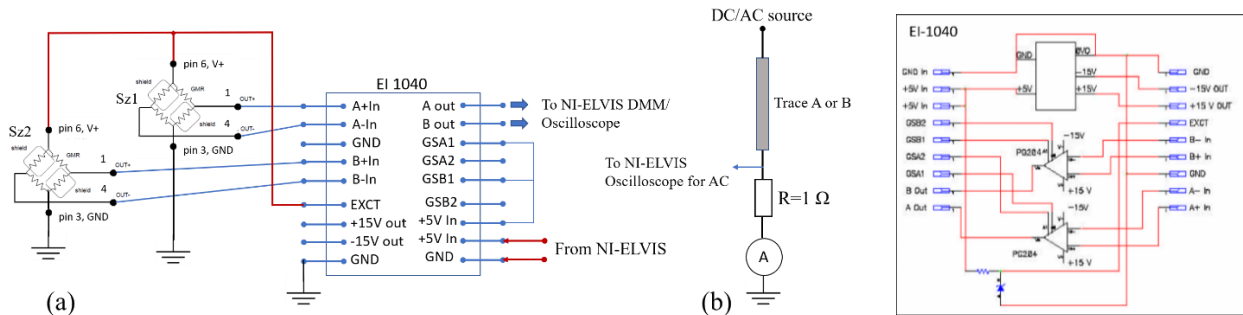 pin 6, V+
shield
Sz1
GMR
1
OUT+
shield
4
OUT-
pin 3, GND
pin 6, V+
Sz2
shield
GMR
1
OUT+
shield
4
OUT-
pin 3, GND
EI 1040
A+In
A-In
GND
B+In
B-In
EXCT
+15V out
-15V out
GND
A out
B out
GSA1
GSA2
GSB1
GSB2
+5V In
+5V In
GND
To NI-ELVIS DMM/
Oscilloscope
From NI-ELVIS
(a)
DC/AC source
Trace A or B
To NI-ELVIS
Oscilloscope for AC
R=1 Ω
A
(b)
EI-1040
GND In
+5V In
+5V In
GSB2
GSB1
GSA2
GSA1
B Out
A Out
GND
+5V
0V0
-15V
+15V
GND
-15V OUT
+15 V OUT
EXCT
B- In
B+ In
GND
A- In
A+ In
-15V
PG204
+15 V
-15V
PG204
+15 V